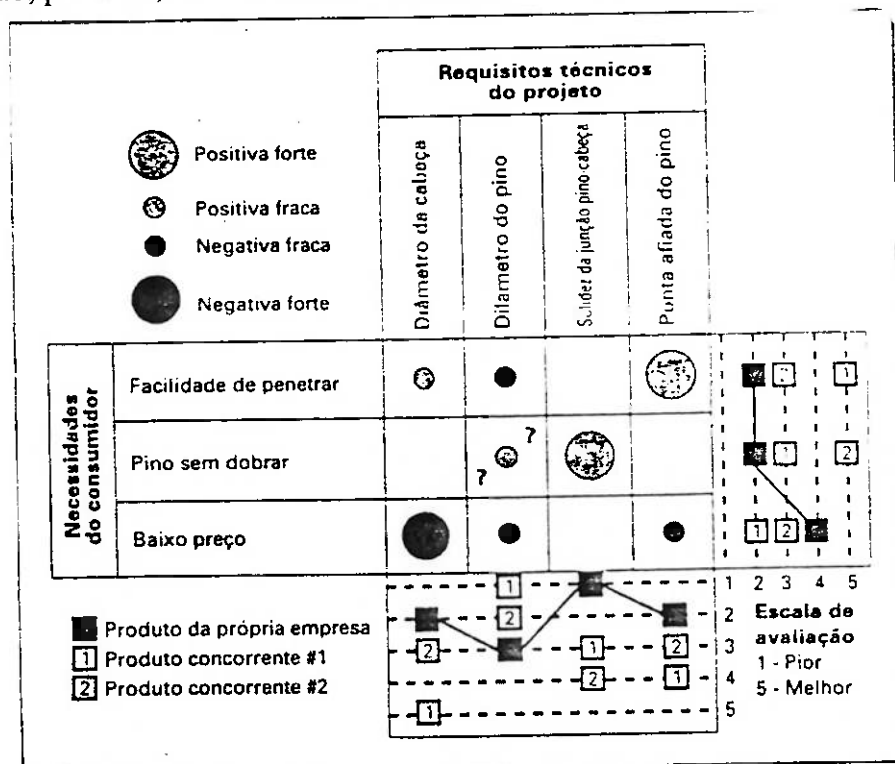 Requisitos técnicos
do projeto
Positiva forte
Positiva fraca
Negativa fraca
Negativa forte
Diâmetro da cabeça
Diâmetro do pino
Solidez da junção pino-cabeça
Ponta afiada do pino
Necessidades
do consumidor
Facilidade de penetrar
2
1
Pino sem dobrar
?
?
1
2
Baixo preço
1
2
1 2 3 4 5
Produto da própria empresa
1 Produto concorrente #1
2 Produto concorrente #2
1
1
2
2
2
1
2
3
2
1
4
1
5
Escala de
avaliação
1 - Pior
5 - Melhor